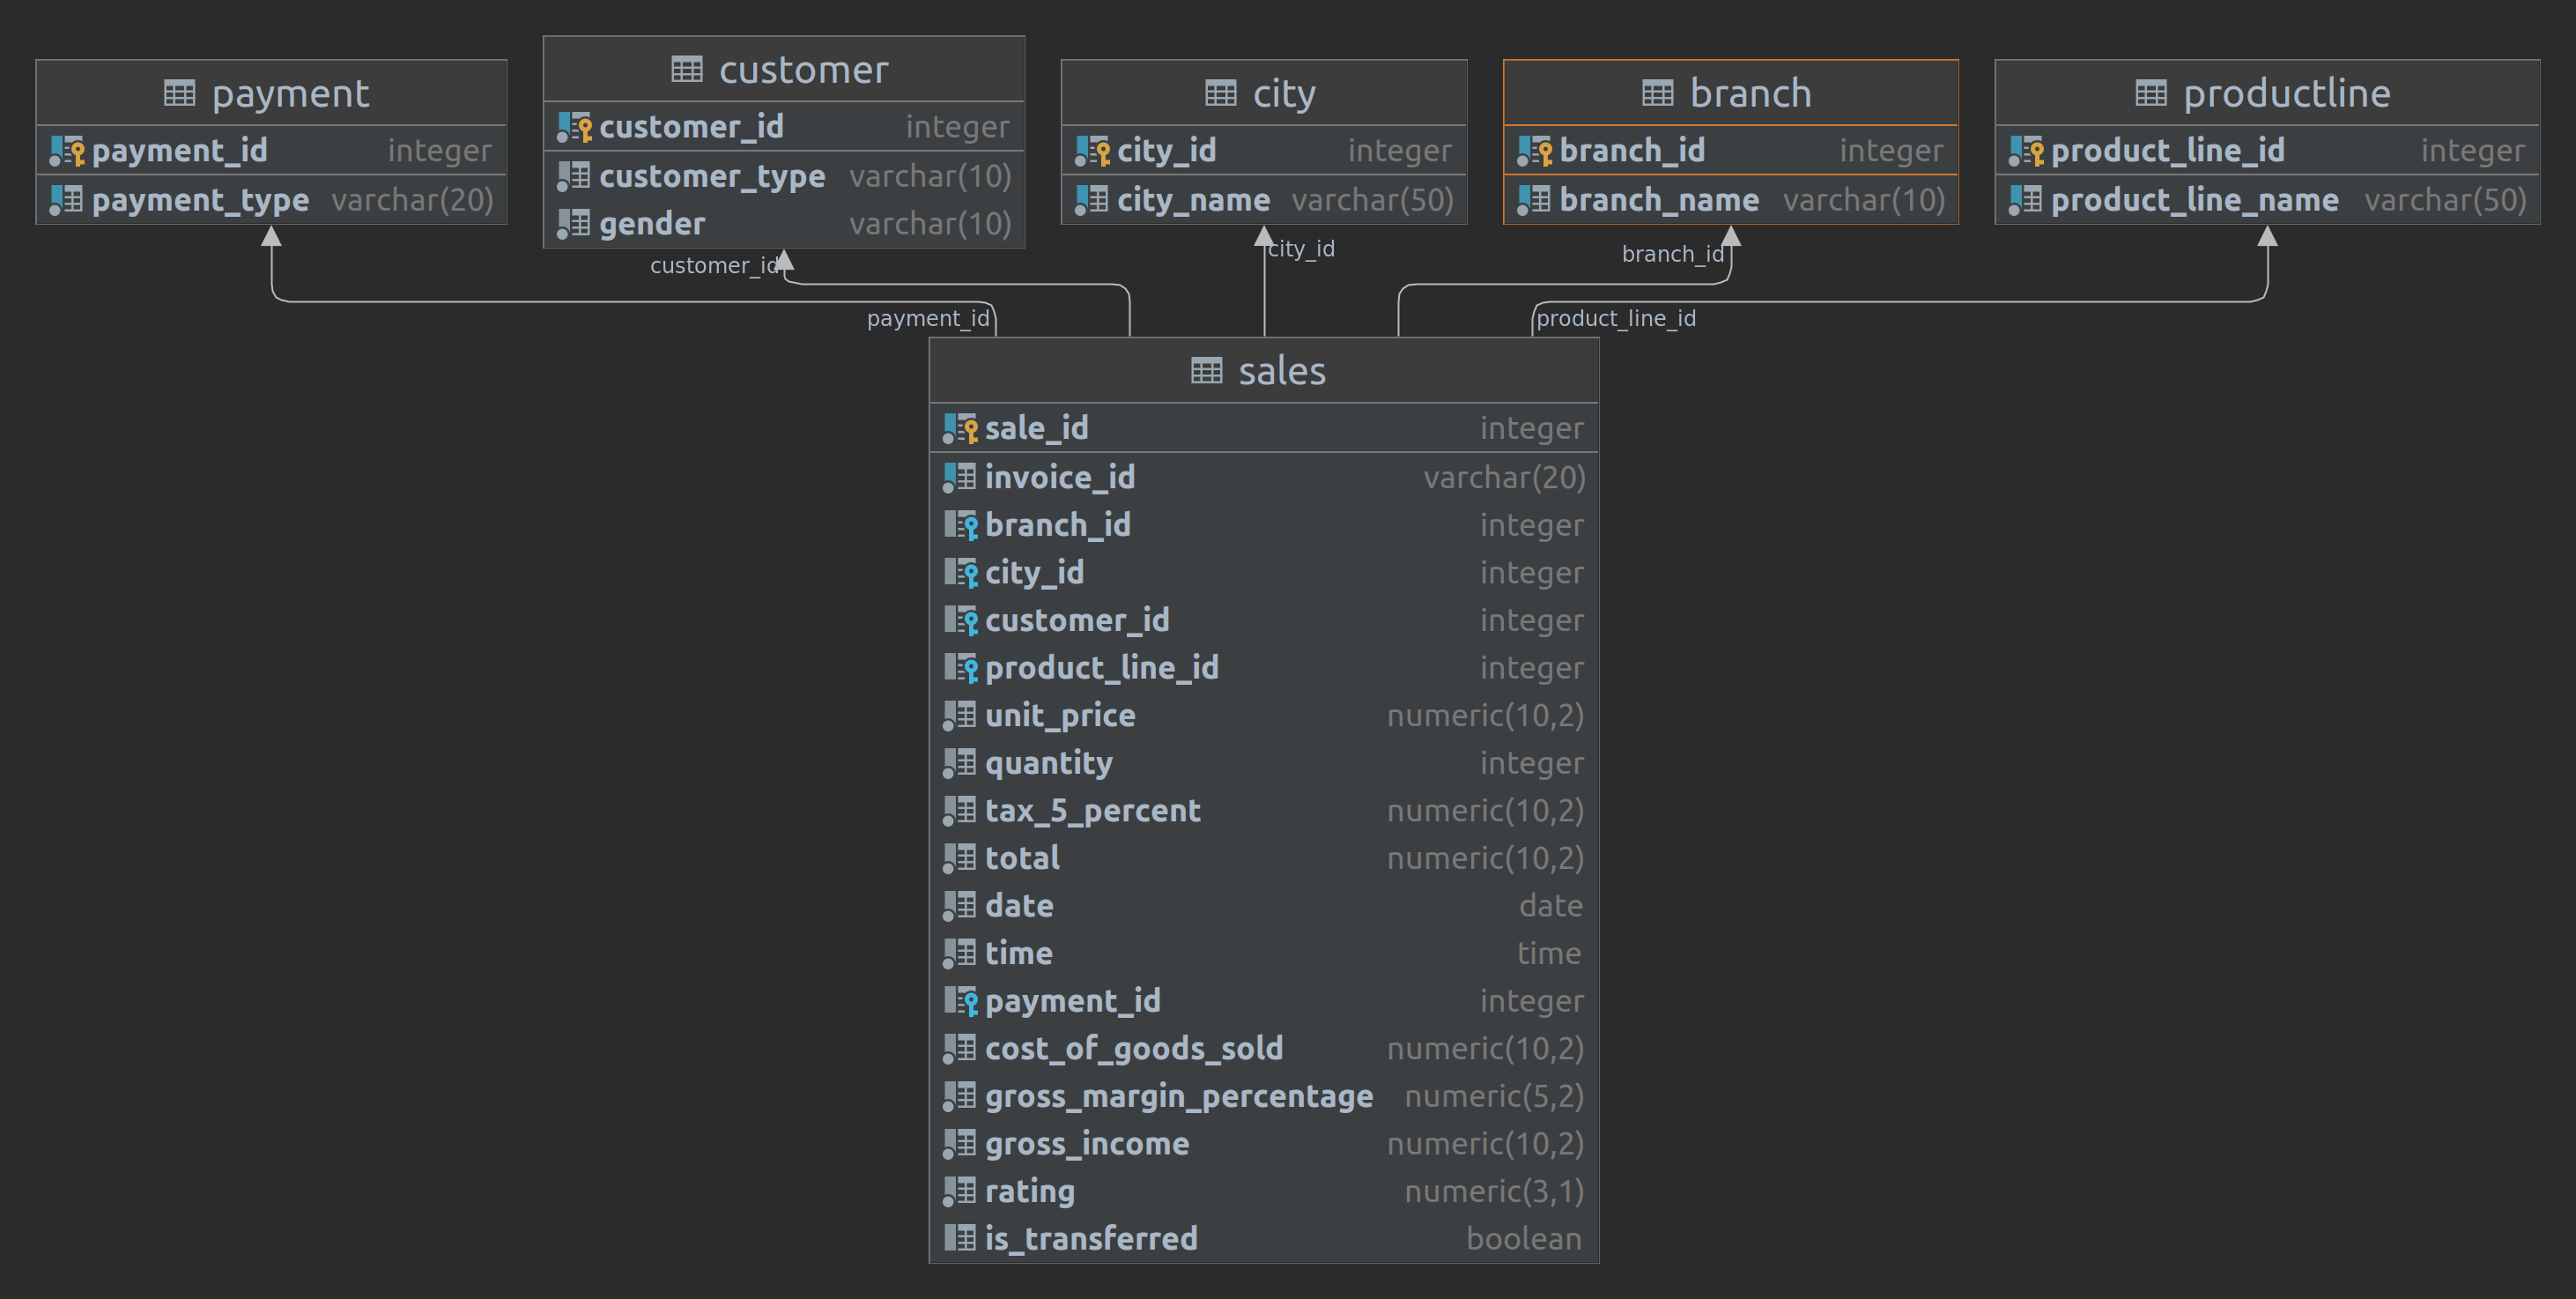 payment
payment_id integer
payment_type varchar(20)
customer
customer_id integer
customer_type varchar(10)
gender varchar(10)
city
city_id integer
city_name varchar(50)
branch
branch_id integer
branch_name varchar(10)
productline
product_line_id integer
product_line_name varchar(50)
customer_id
city_id
branch_id
payment_id
product_line_id
sales
sale_id integer
invoice_id varchar(20)
branch_id integer
city_id integer
customer_id integer
product_line_id integer
unit_price numeric(10,2)
quantity integer
tax_5_percent numeric(10,2)
total numeric(10,2)
date date
time time
payment_id integer
cost_of_goods_sold numeric(10,2)
gross_margin_percentage numeric(5,2)
gross_income numeric(10,2)
rating numeric(3,1)
is_transferred boolean